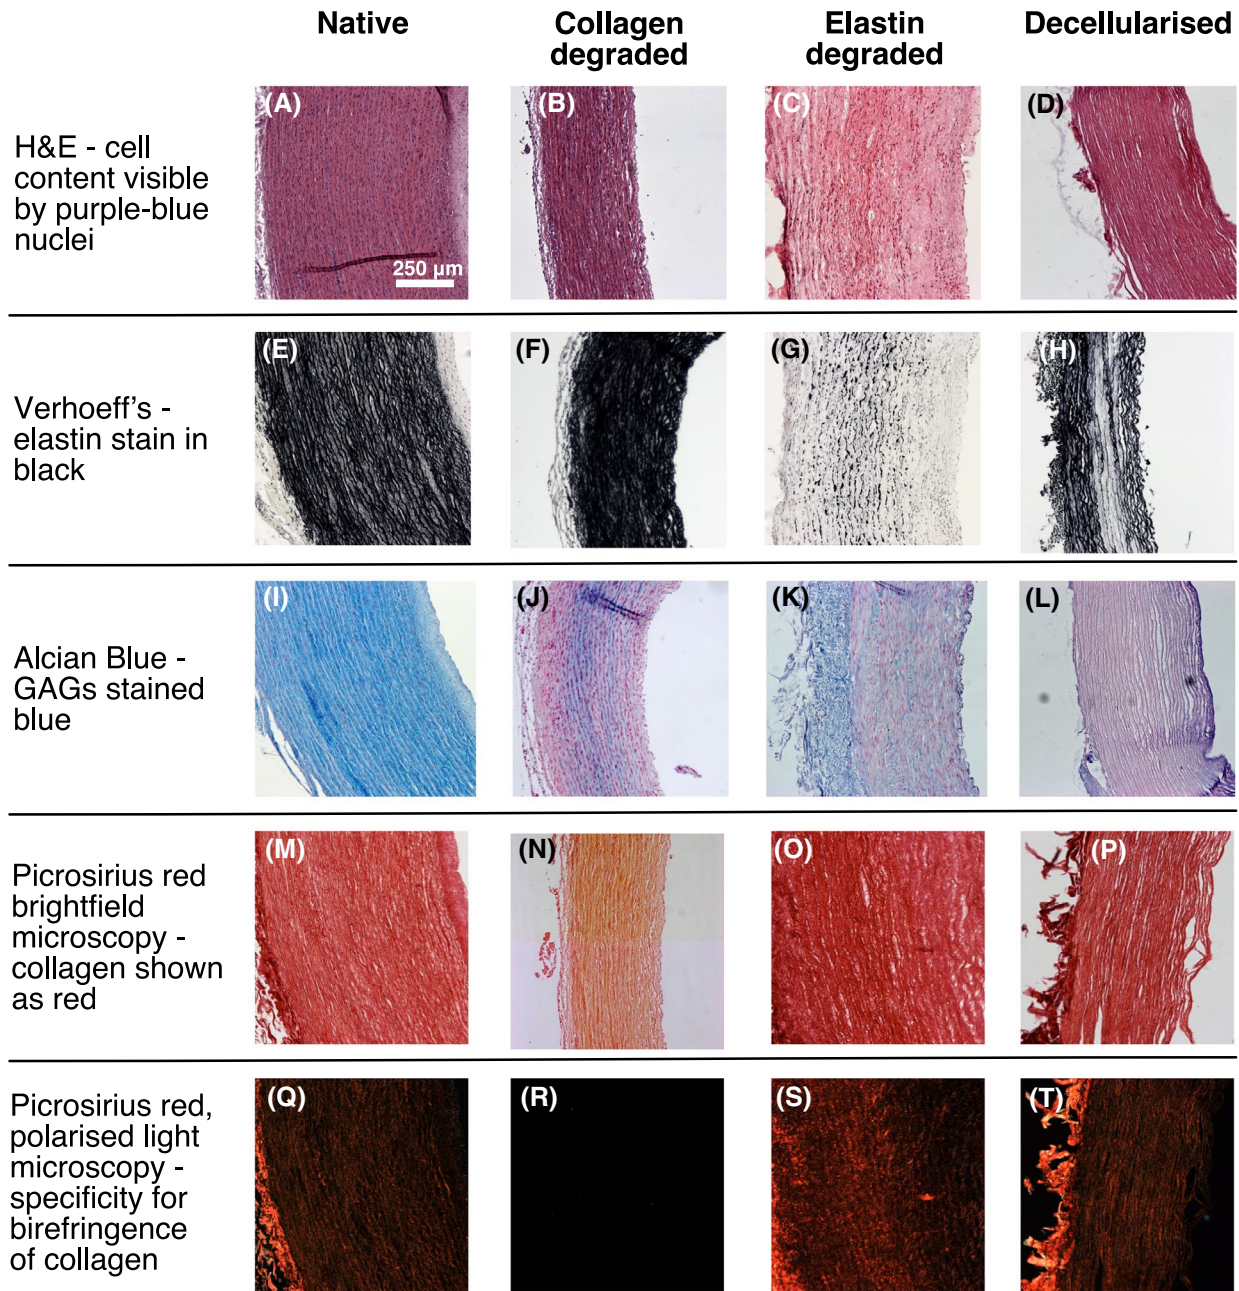 Native
Collagen
degraded
Elastin
degraded
Decellularised
H&E - cell
content visible
by purple-blue
nuclei
(A)
250 µm
(B)
(C)
(D)
Verhoeff's -
elastin stain in
black
(E)
(F)
(G)
(H)
Alcian Blue -
GAGs stained
blue
(I)
(J)
(K)
(L)
Picrosirius red
brightfield
microscopy -
collagen shown
as red
(M)
(N)
(O)
(P)
Picrosirius red,
polarised light
microscopy -
specificity for
birefringence
of collagen
(Q)
(R)
(S)
(T)